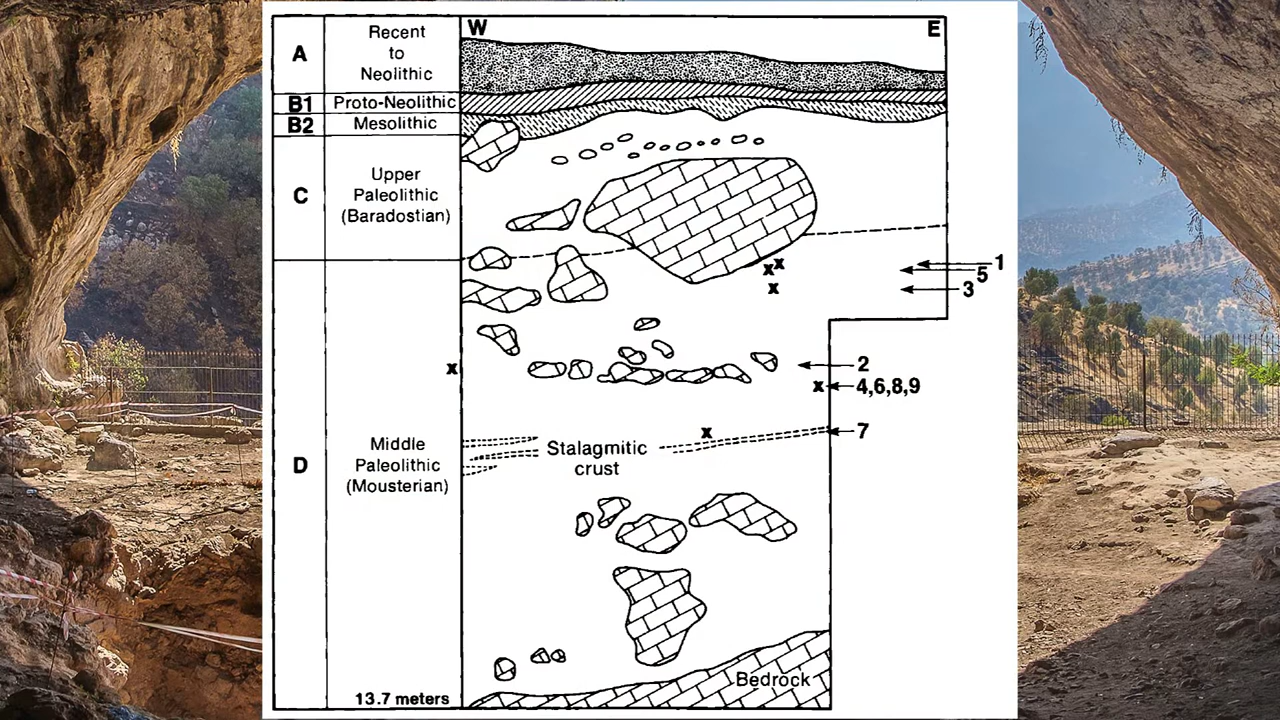 W
E
A
Recent
to
Neolithic
B1
Proto-Neolithic
B2
Mesolithic
C
Upper
Paleolithic
(Baradostian)
x
x
1
5
x
3
x
2
x
4,6,8,9
x
7
D
Middle
Paleolithic
(Mousterian)
Stalagmitic
crust
Bedrock
13.7 meters